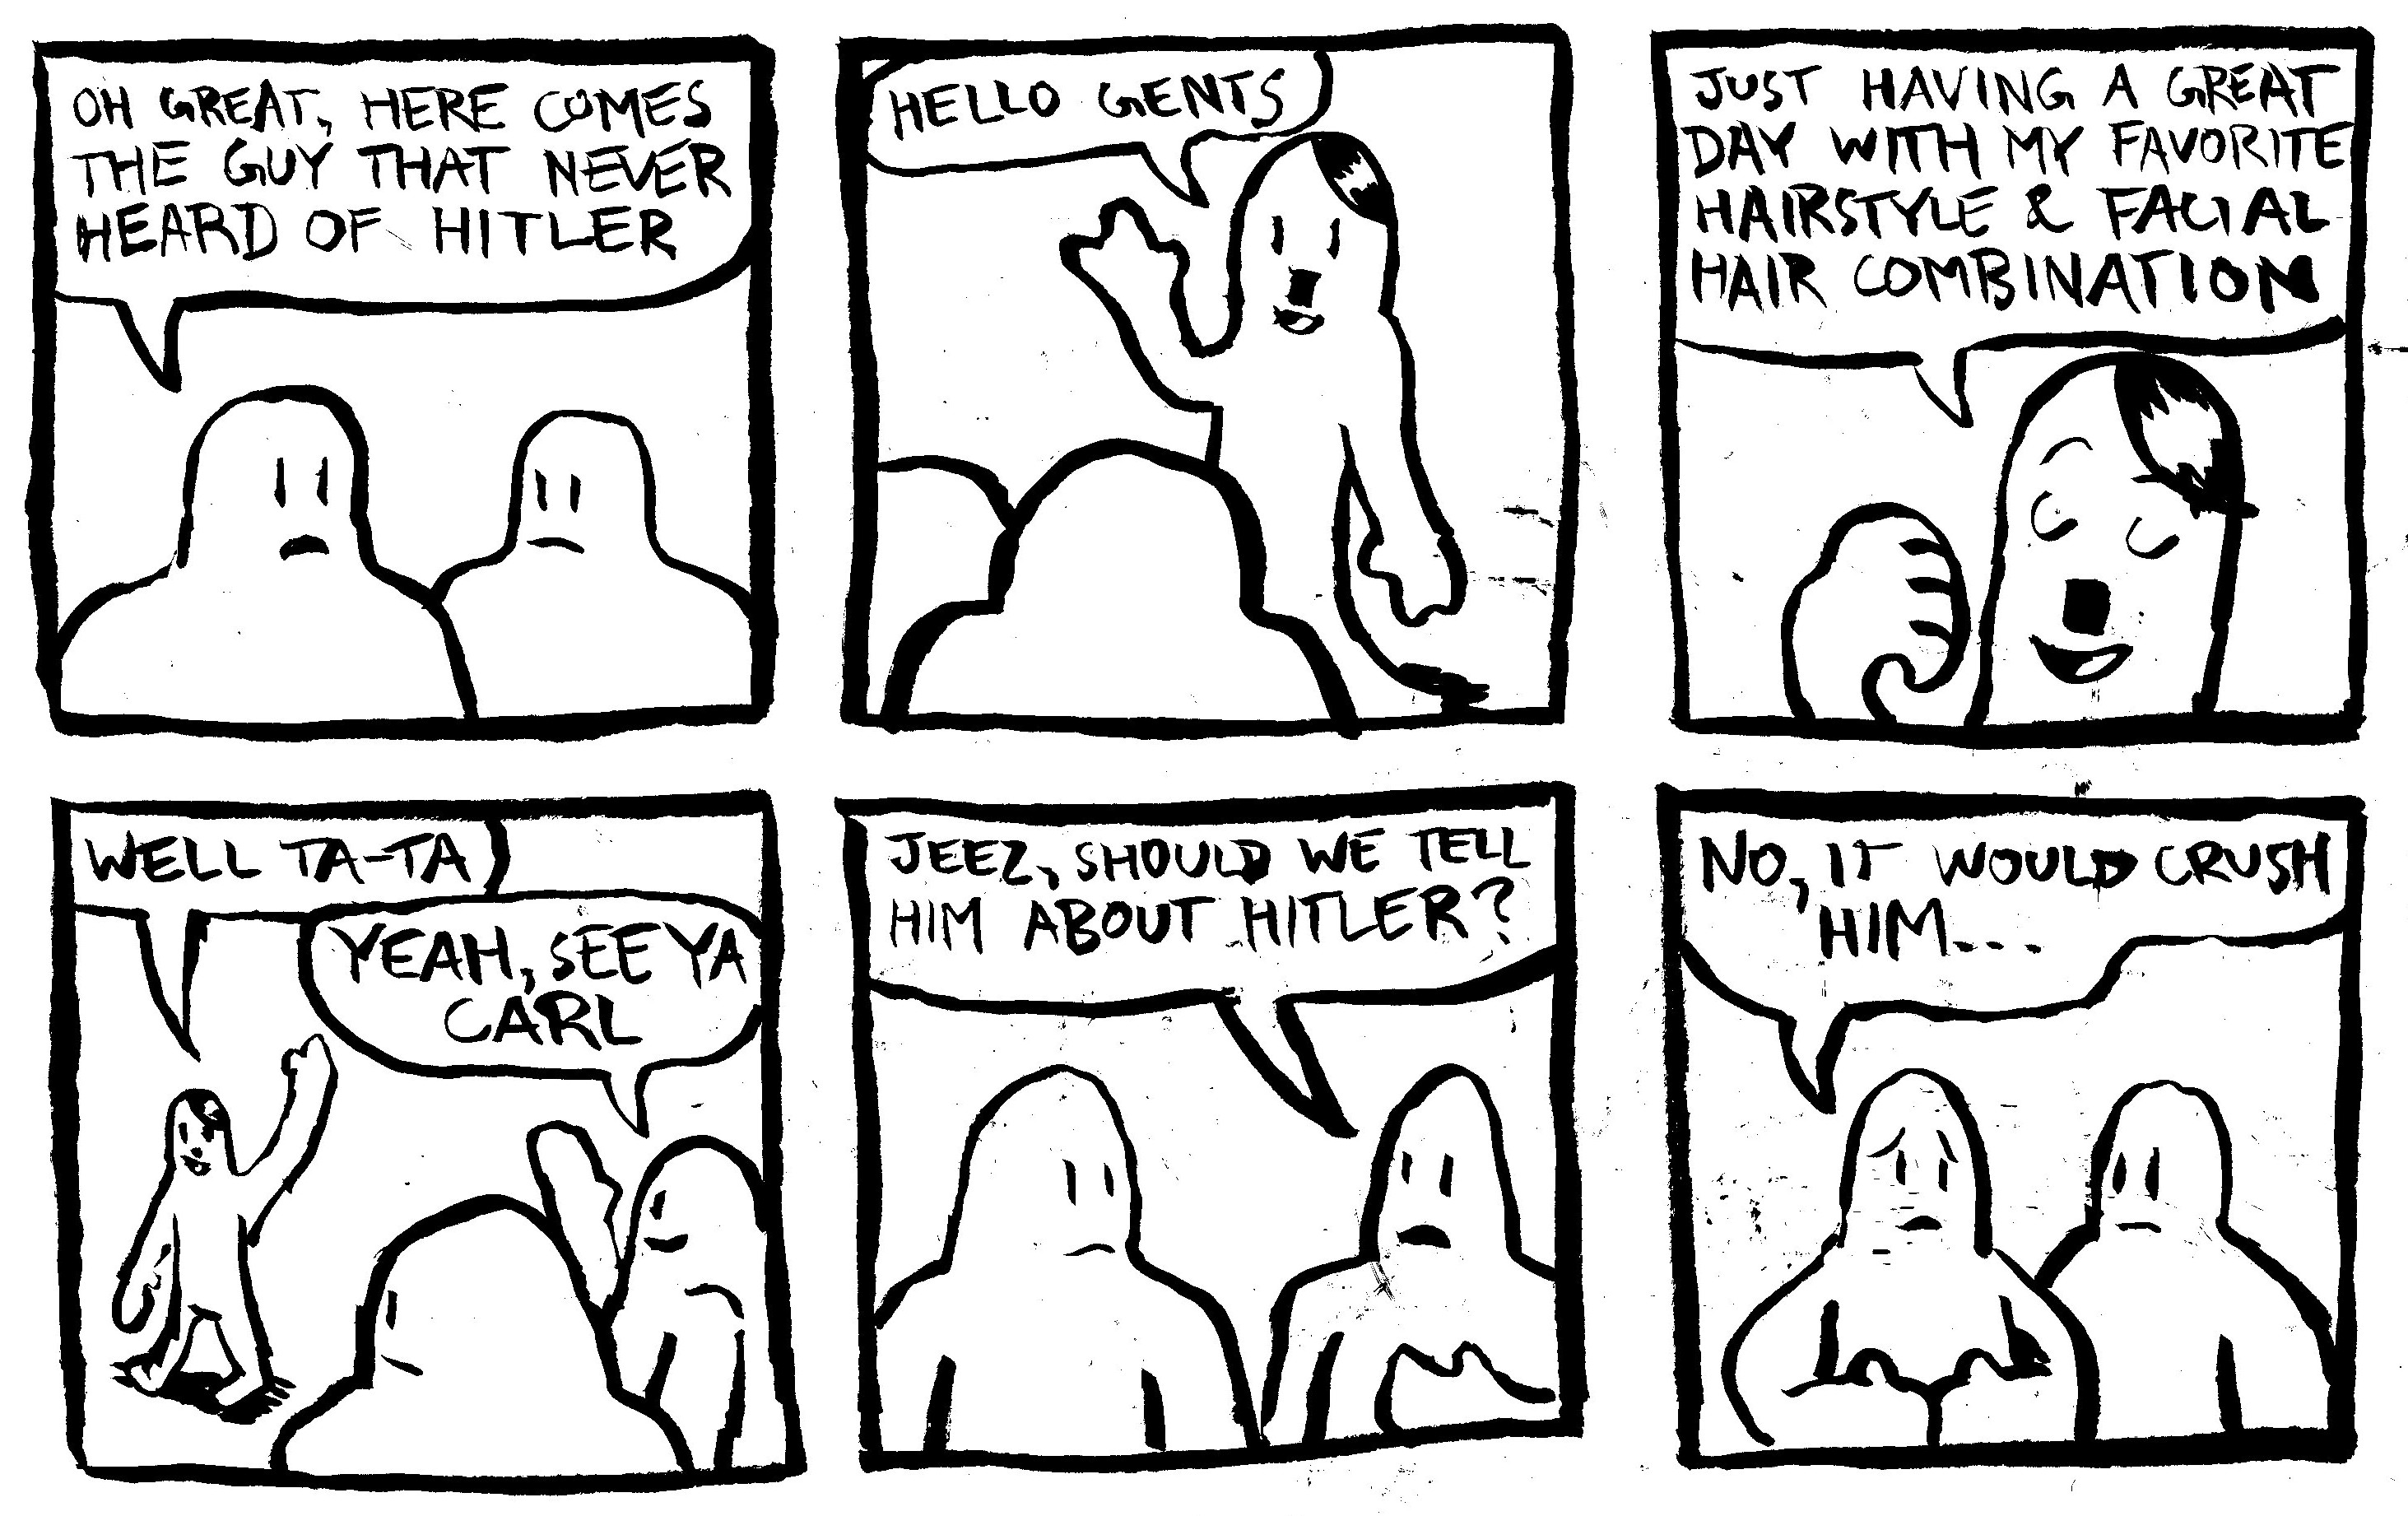 OH GREAT, HERE COMES
THE GUY THAT NEVER
HEARD OF HITLER
HELLO GENTS
JUST HAVING A GREAT
DAY WITH MY FAVORITE
HAIRSTYLE & FACIAL
HAIR COMBINATION
WELL TA-TA
YEAH, SEE YA
CARL
JEEZ, SHOULD WE TELL
HIM ABOUT HITLER?
NO, IT WOULD CRUSH
HIM...